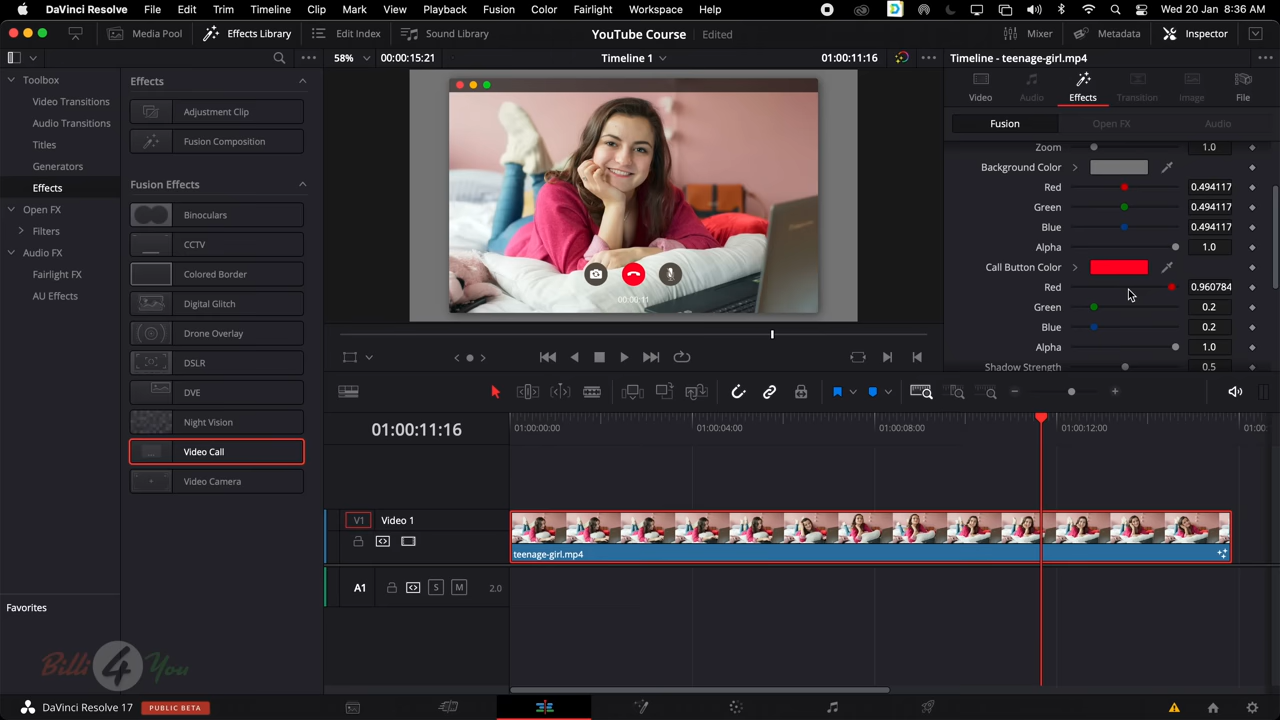 DaVinci Resolve File Edit Trim Timeline Clip Mark View Playback Fusion Color Fairlight Workspace Help Wed 20 Jan 8:36 AM
Media Pool Effects Library Edit Index Sound Library YouTube Course Edited Mixer Metadata Inspector
58% 00:00:15:21 Timeline 1 01:00:11:16 Timeline - teenage-girl.mp4
Toolbox
Video Transitions
Audio Transitions
Titles
Generators
Effects
Open FX
Filters
Audio FX
Fairlight FX
AU Effects
Favorites
Effects
Adjustment Clip
Fusion Composition
Fusion Effects
Binoculars
CCTV
Colored Border
Digital Glitch
Drone Overlay
DSLR
DVE
Night Vision
Video Call
Video Camera
00:00:11
Video Audio Effects Transition Image File
Fusion Open FX Audio
Zoom 1.0
Background Color
Red 0.494117
Green 0.494117
Blue 0.494117
Alpha 1.0
Call Button Color
Red 0.960784
Green 0.2
Blue 0.2
Alpha 1.0
Shadow Strength 0.5
01:00:11:16
01:00:00:00 01:00:04:00 01:00:08:00 01:00:12:00 01:00
V1 Video 1
teenage-girl.mp4
A1 S M 2.0
Billi 4 You
DaVinci Resolve 17 PUBLIC BETA